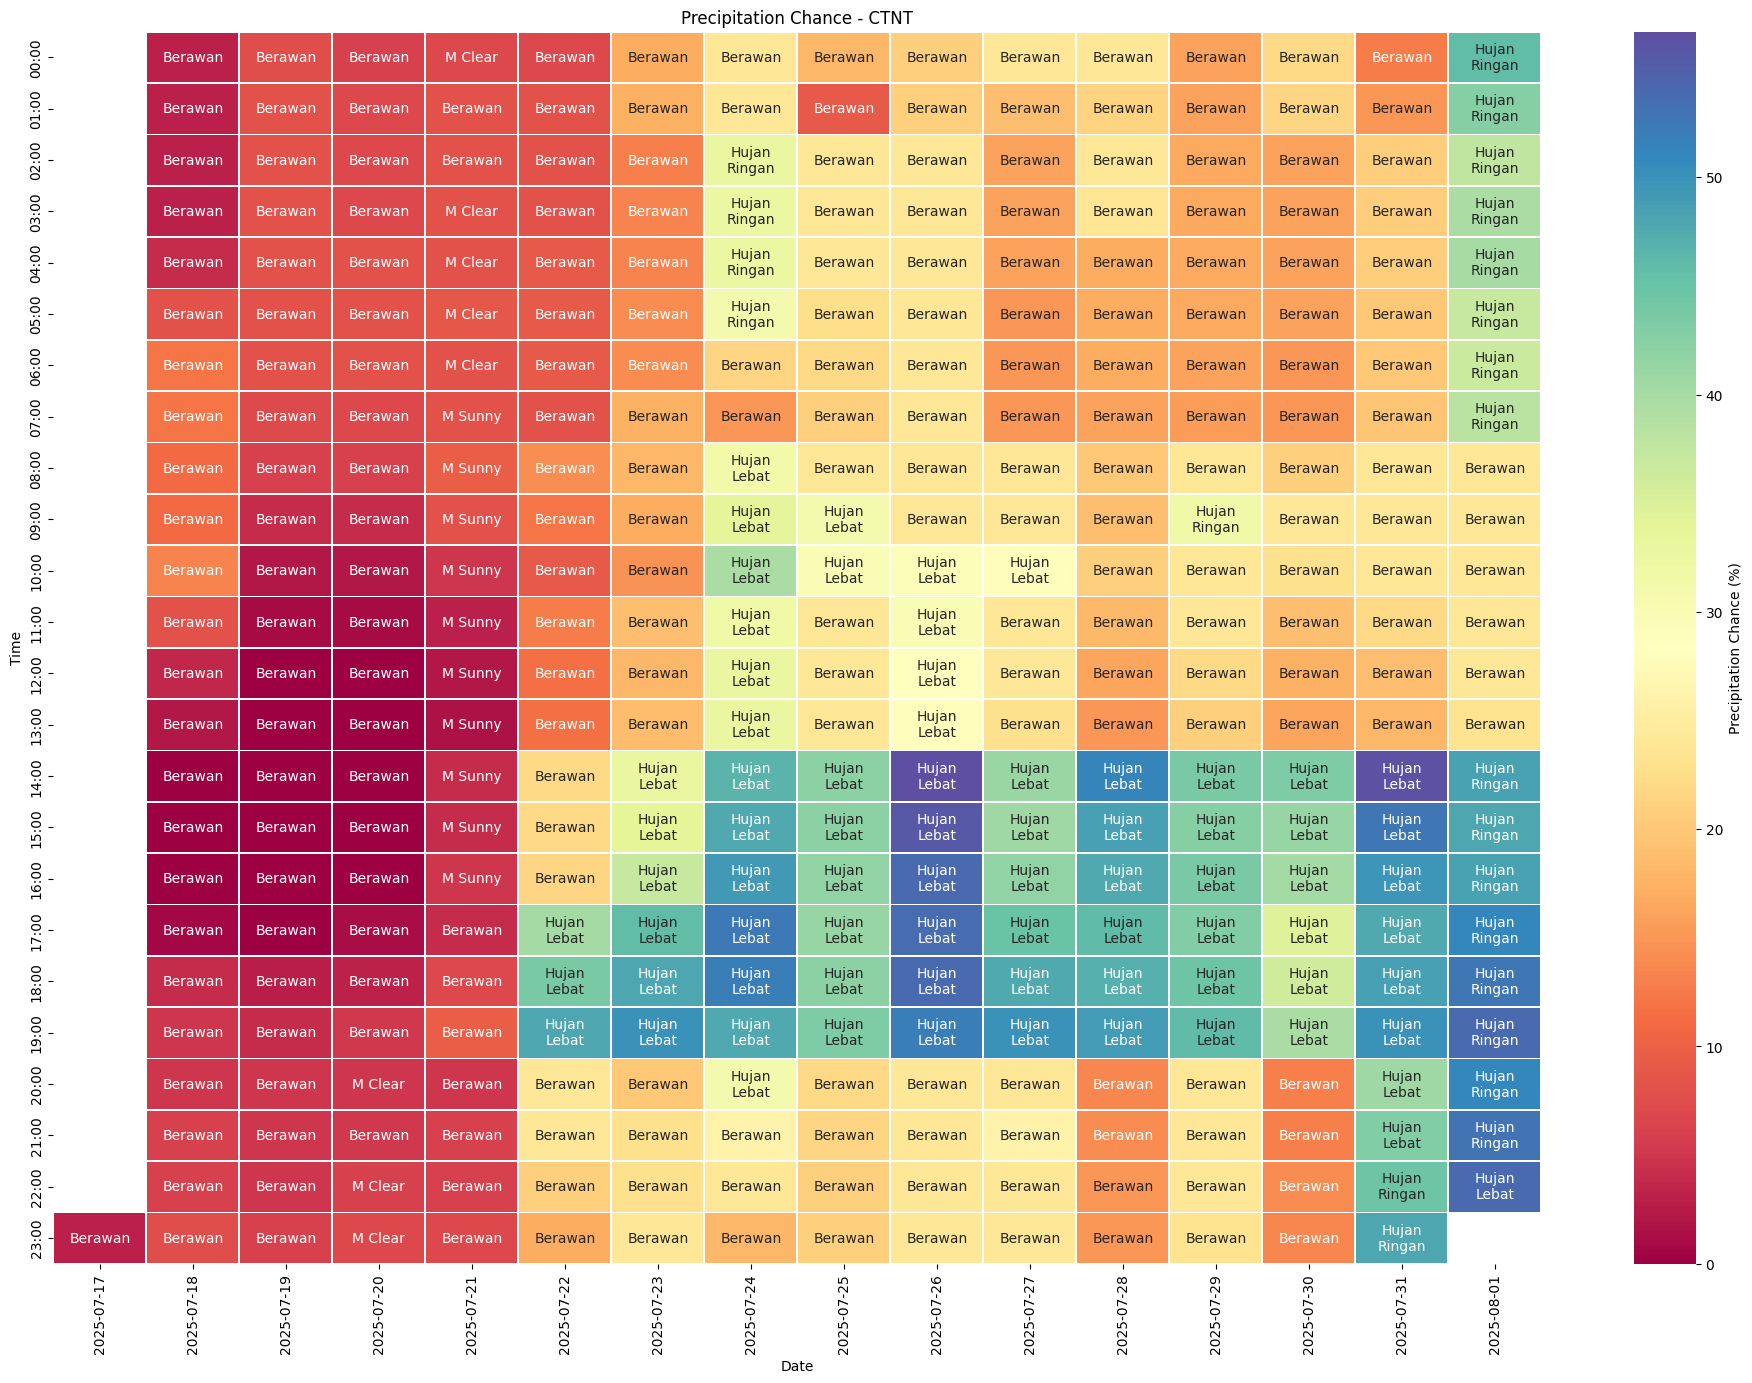 Precipitation Chance - CTNT
00:00 Berawan Berawan Berawan M Clear Berawan Berawan Berawan Berawan Berawan Berawan Berawan Berawan Berawan Berawan Hujan
Ringan
01:00 Berawan Berawan Berawan Berawan Berawan Berawan Berawan Berawan Berawan Berawan Berawan Berawan Berawan Berawan Hujan
Ringan
02:00 Berawan Berawan Berawan Berawan Berawan Berawan Hujan Berawan Berawan Berawan Berawan Berawan Berawan Berawan Hujan
Ringan Ringan
03:00 Berawan Berawan Berawan M Clear Berawan Berawan Hujan Berawan Berawan Berawan Berawan Berawan Berawan Berawan Hujan
Ringan Ringan
04:00 Berawan Berawan Berawan M Clear Berawan Berawan Hujan Berawan Berawan Berawan Berawan Berawan Berawan Berawan Hujan
Ringan Ringan
05:00 Berawan Berawan Berawan M Clear Berawan Berawan Hujan Berawan Berawan Berawan Berawan Berawan Berawan Berawan Hujan
Ringan Ringan
06:00 Berawan Berawan Berawan M Clear Berawan Berawan Berawan Berawan Berawan Berawan Berawan Berawan Berawan Berawan Hujan
Ringan
07:00 Berawan Berawan Berawan M Sunny Berawan Berawan Berawan Berawan Berawan Berawan Berawan Berawan Berawan Berawan Hujan
Ringan
08:00 Berawan Berawan Berawan M Sunny Berawan Berawan Hujan Berawan Berawan Berawan Berawan Berawan Berawan Berawan Berawan
Lebat
09:00 Berawan Berawan Berawan M Sunny Berawan Berawan Hujan Hujan Berawan Berawan Berawan Hujan Berawan Berawan Berawan
Lebat Lebat Ringan
10:00 Berawan Berawan Berawan M Sunny Berawan Berawan Hujan Hujan Hujan Hujan Berawan Berawan Berawan Berawan Berawan
Lebat Lebat Lebat Lebat
11:00 Berawan Berawan Berawan M Sunny Berawan Berawan Hujan Berawan Hujan Berawan Berawan Berawan Berawan Berawan Berawan
Lebat Lebat
12:00 Berawan Berawan Berawan M Sunny Berawan Berawan Hujan Berawan Hujan Berawan Berawan Berawan Berawan Berawan Berawan
Lebat Lebat
13:00 Berawan Berawan Berawan M Sunny Berawan Berawan Hujan Berawan Hujan Berawan Berawan Berawan Berawan Berawan Berawan
Lebat Lebat
14:00 Berawan Berawan Berawan M Sunny Berawan Hujan Hujan Hujan Hujan Hujan Hujan Hujan Hujan Hujan Hujan
Lebat Lebat Lebat Lebat Lebat Lebat Lebat Lebat Lebat Ringan
15:00 Berawan Berawan Berawan M Sunny Berawan Hujan Hujan Hujan Hujan Hujan Hujan Hujan Hujan Hujan Hujan
Lebat Lebat Lebat Lebat Lebat Lebat Lebat Lebat Lebat Ringan
16:00 Berawan Berawan Berawan M Sunny Berawan Hujan Hujan Hujan Hujan Hujan Hujan Hujan Hujan Hujan Hujan
Lebat Lebat Lebat Lebat Lebat Lebat Lebat Lebat Lebat Ringan
17:00 Berawan Berawan Berawan Berawan Hujan Hujan Hujan Hujan Hujan Hujan Hujan Hujan Hujan Hujan Hujan
Lebat Lebat Lebat Lebat Lebat Lebat Lebat Lebat Lebat Lebat Ringan
18:00 Berawan Berawan Berawan Berawan Hujan Hujan Hujan Hujan Hujan Hujan Hujan Hujan Hujan Hujan Hujan
Lebat Lebat Lebat Lebat Lebat Lebat Lebat Lebat Lebat Lebat Ringan
19:00 Berawan Berawan Berawan Berawan Hujan Hujan Hujan Hujan Hujan Hujan Hujan Hujan Hujan Hujan Hujan
Lebat Lebat Lebat Lebat Lebat Lebat Lebat Lebat Lebat Lebat Ringan
20:00 Berawan Berawan M Clear Berawan Berawan Berawan Hujan Berawan Berawan Berawan Berawan Berawan Berawan Hujan Hujan
Lebat Lebat Ringan
21:00 Berawan Berawan Berawan Berawan Berawan Berawan Berawan Berawan Berawan Berawan Berawan Berawan Berawan Hujan Hujan
Lebat Ringan
22:00 Berawan Berawan M Clear Berawan Berawan Berawan Berawan Berawan Berawan Berawan Berawan Berawan Berawan Hujan Hujan
Ringan Lebat
23:00 Berawan Berawan Berawan M Clear Berawan Berawan Berawan Berawan Berawan Berawan Berawan Berawan Berawan Berawan Hujan
Ringan
Time
2025-07-17 2025-07-18 2025-07-19 2025-07-20 2025-07-21 2025-07-22 2025-07-23 2025-07-24 2025-07-25 2025-07-26 2025-07-27 2025-07-28 2025-07-29 2025-07-30 2025-07-31 2025-08-01
Date
50
40
30
20
10
0
Precipitation Chance (%)